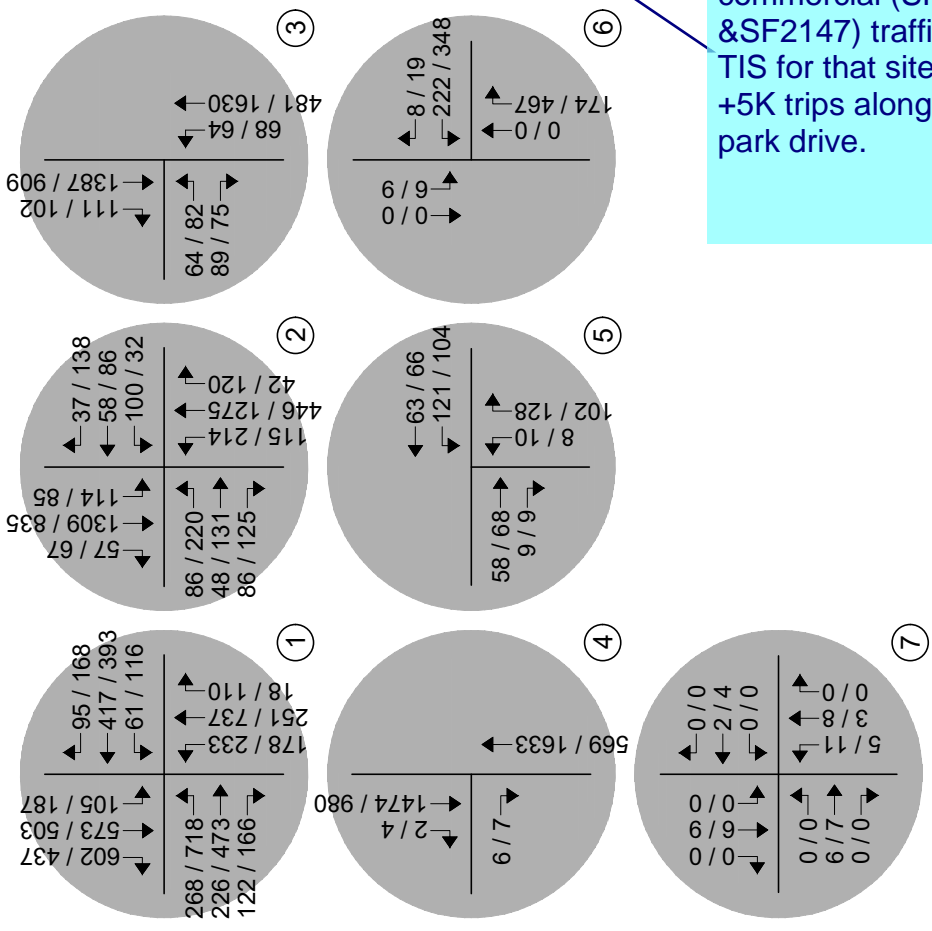 commercial (SF
&SF2147) traffi
TIS for that site
+5K trips along
park drive.
1387 / 909
111 / 102
481 / 1630
68 / 64
64 / 82
89 / 75
3
8 / 19
222 / 348
174 / 467
0 / 0
6 / 9
0 / 0
6
37 / 138
58 / 86
100 / 32
114 / 85
1309 / 835
57 / 67
42 / 120
446 / 1275
115 / 214
86 / 220
48 / 131
86 / 125
2
63 / 66
121 / 104
102 / 128
8 / 10
58 / 68
9 / 9
5
95 / 168
417 / 393
61 / 116
105 / 187
573 / 503
602 / 437
18 / 110
251 / 737
178 / 233
268 / 718
226 / 473
122 / 166
1
1474 / 980
2 / 4
569 / 1633
6 / 7
4
0 / 0
2 / 4
0 / 0
0 / 0
6 / 9
0 / 0
0 / 0
3 / 8
5 / 11
0 / 0
6 / 7
0 / 0
7